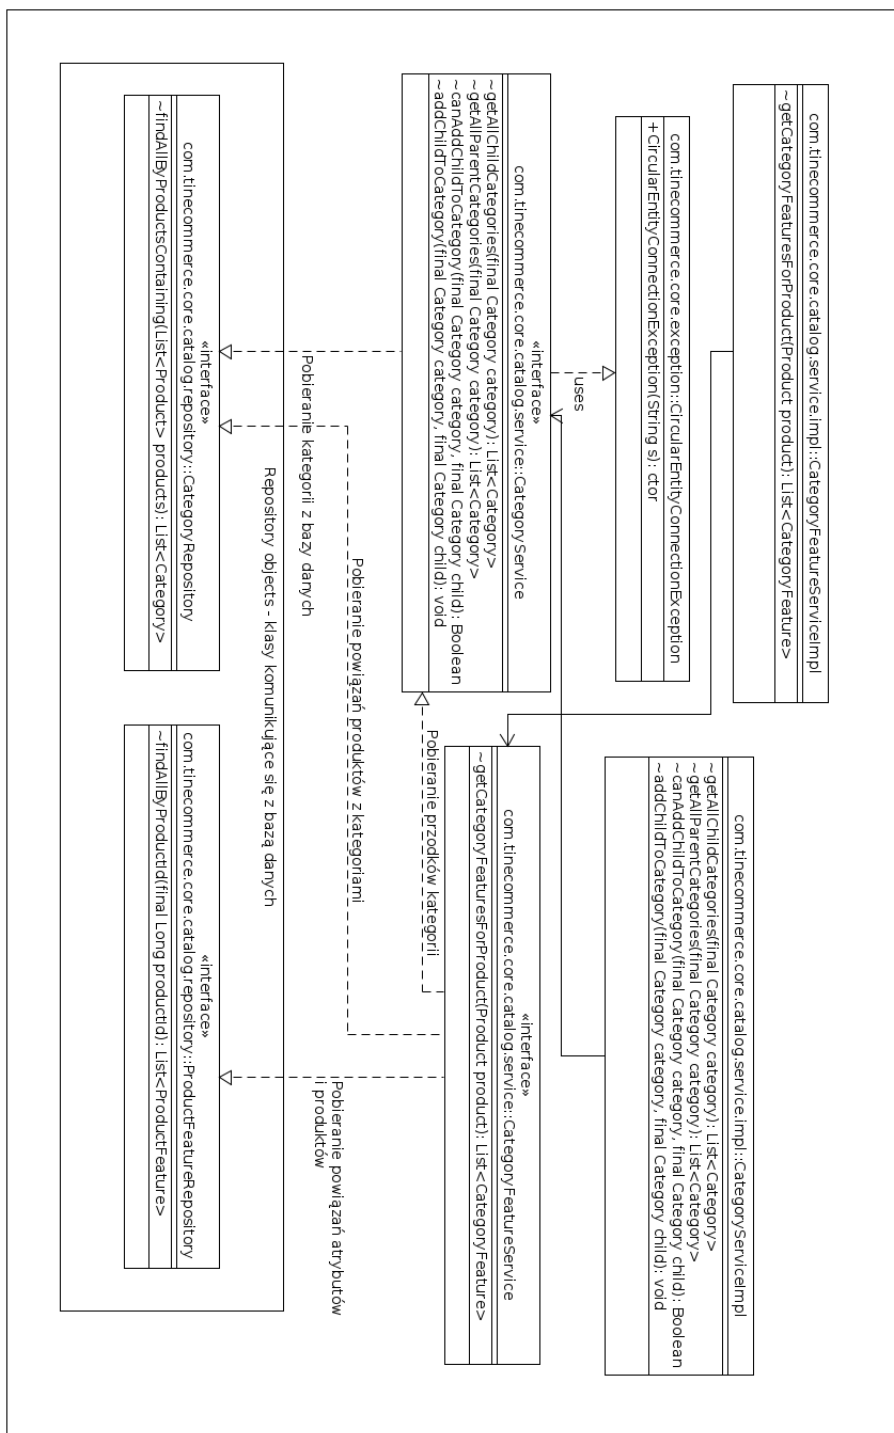 com.tinecommerce.core.catalog.service.impl::CategoryFeatureServiceImpl
~getCategoryFeaturesForProduct(Product product): List<CategoryFeature>
com.tinecommerce.core.catalog.service.impl::CategoryServiceImpl
~getAllChildCategories(final Category category): List<Category>
~getAllParentCategories(final Category category): List<Category>
~canAddChildToCategory(final Category category, final Category child): Boolean
~addChildToCategory(final Category category, final Category child): void
com.tinecommerce.core.exception::CircularEntityConnectionException
+CircularEntityConnectionException(String s): ctor
uses
«interface»
com.tinecommerce.core.catalog.service::CategoryService
~getAllChildCategories(final Category category): List<Category>
~getAllParentCategories(final Category category): List<Category>
~canAddChildToCategory(final Category category, final Category child): Boolean
~addChildToCategory(final Category category, final Category child): void
«interface»
com.tinecommerce.core.catalog.service::CategoryFeatureService
~getCategoryFeaturesForProduct(Product product): List<CategoryFeature>
Pobieranie przodków kategorii
Pobieranie powiązań produktów z kategoriami
Pobieranie kategorii z bazy danych
Pobieranie powiązań atrybutów
i produktów
Repository objects - klasy komunikujące się z bazą danych
«interface»
com.tinecommerce.core.catalog.repository::CategoryRepository
~findAllByProductsContaining(List<Product> products): List<Category>
«interface»
com.tinecommerce.core.catalog.repository::ProductFeatureRepository
~findAllByProductId(final Long productId): List<ProductFeature>